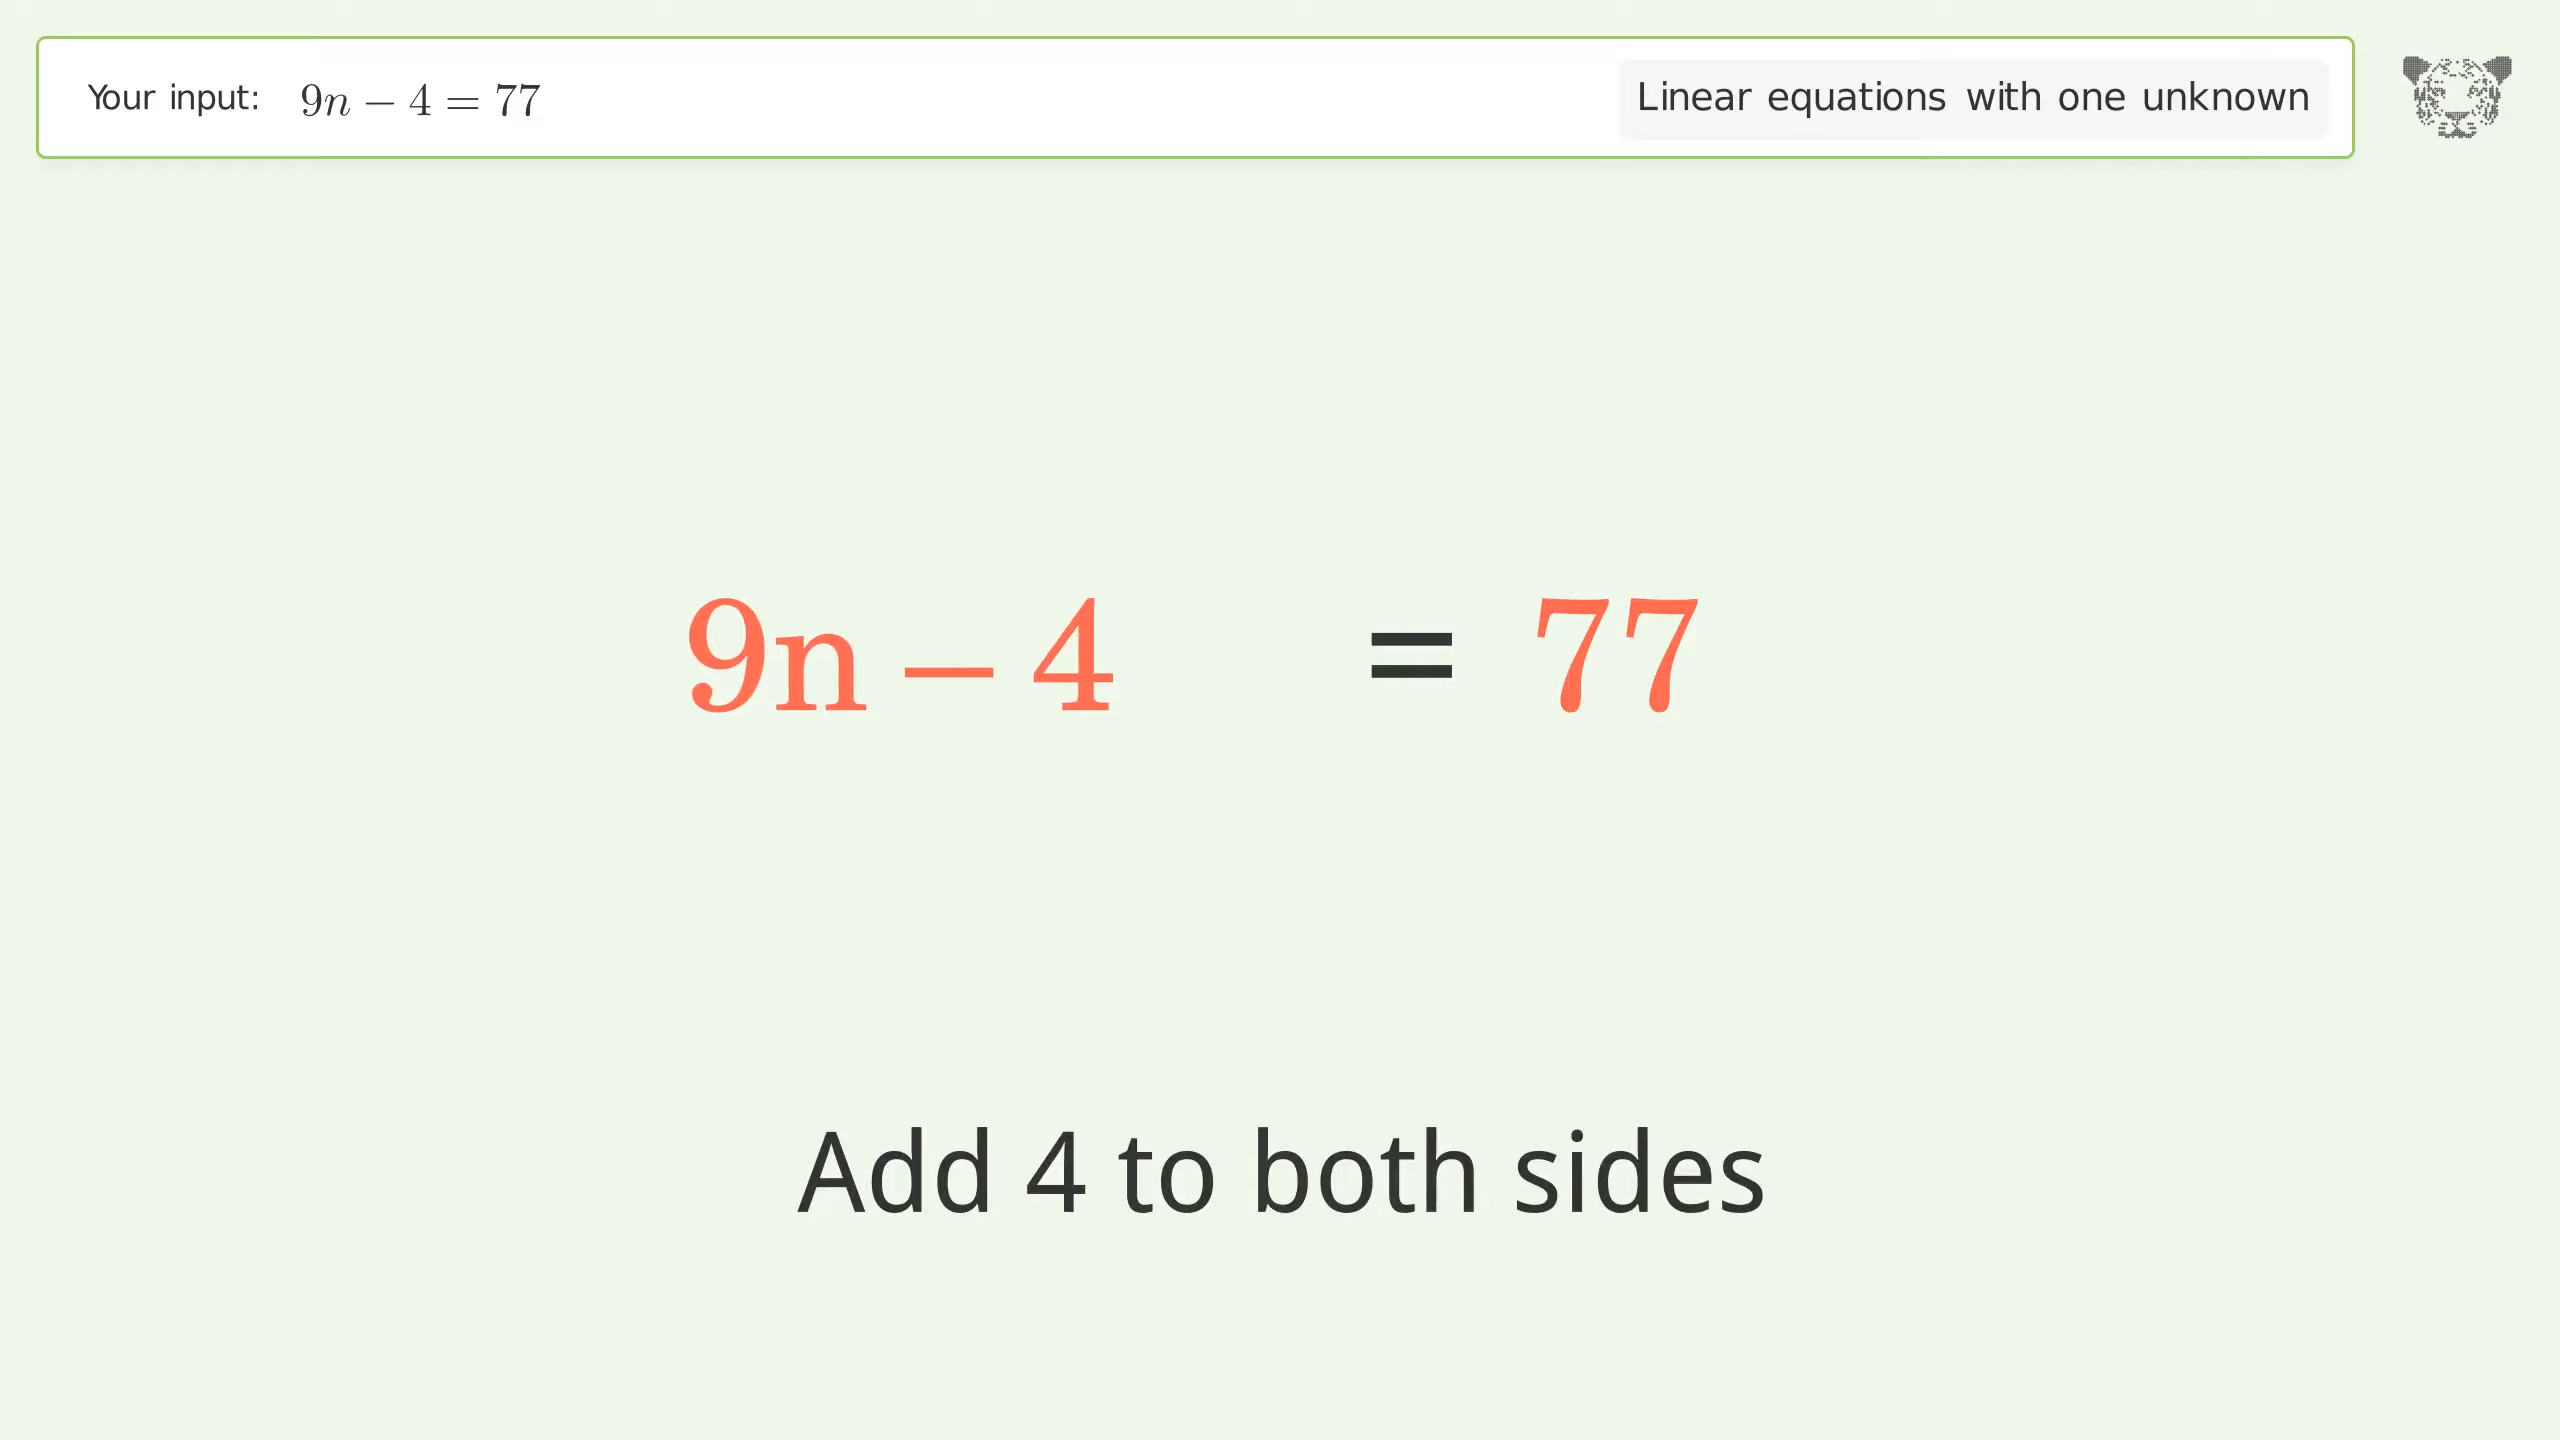 Your input: 9n − 4 = 77
Linear equations with one unknown
9n − 4 = 77
Add 4 to both sides